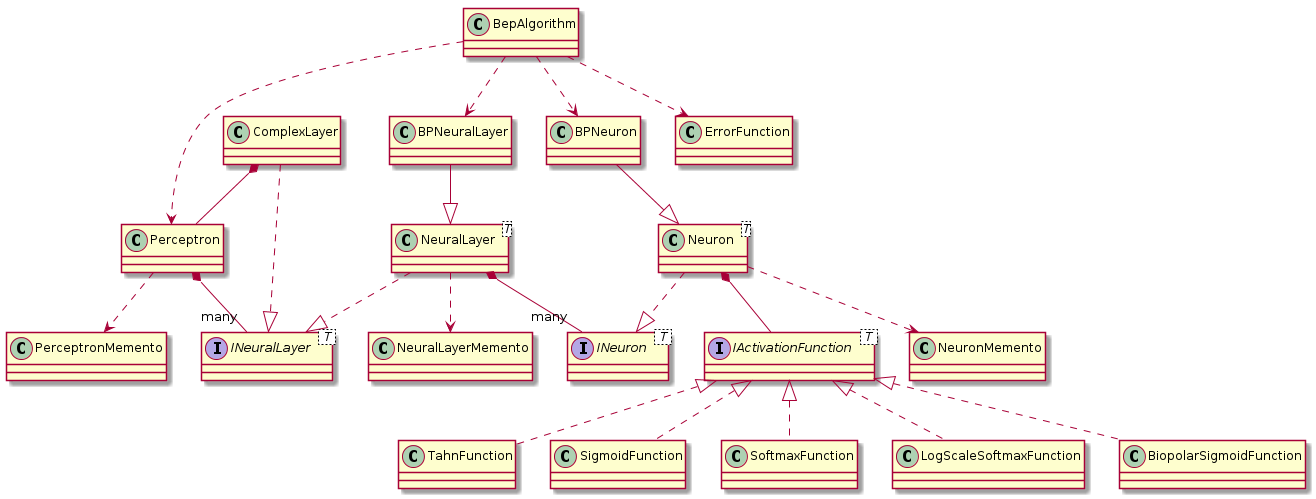 C BepAlgorithm
C ComplexLayer
C BPNeuralLayer
C BPNeuron
C ErrorFunction
C Perceptron
C NeuralLayer T
C Neuron T
many
many
C PerceptronMemento
I INeuralLayer T
C NeuralLayerMemento
I INeuron T
I IActivationFunction T
C NeuronMemento
C TahnFunction
C SigmoidFunction
C SoftmaxFunction
C LogScaleSoftmaxFunction
C BiopolarSigmoidFunction